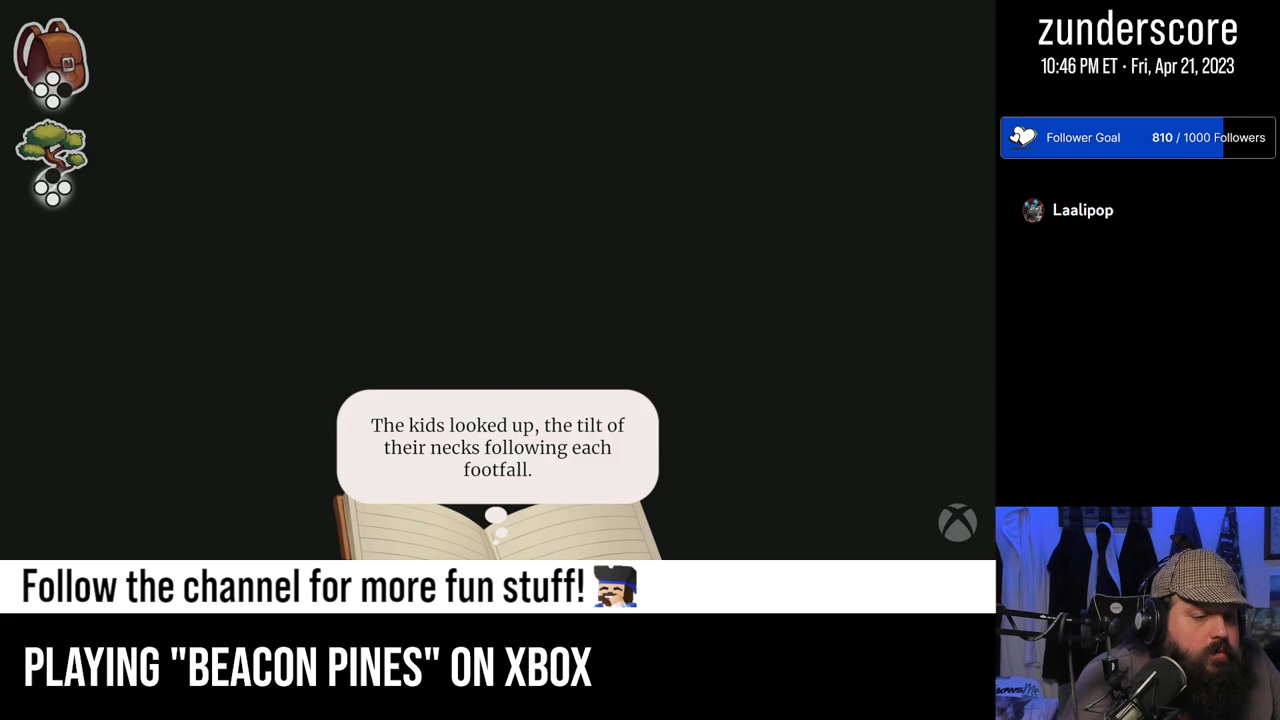 zunderscore
10:46 PM ET · Fri, Apr 21, 2023
Follower Goal 810 / 1000 Followers
Laalipop
The kids looked up, the tilt of
their necks following each
footfall.
Follow the channel for more fun stuff!
PLAYING "BEACON PINES" ON XBOX